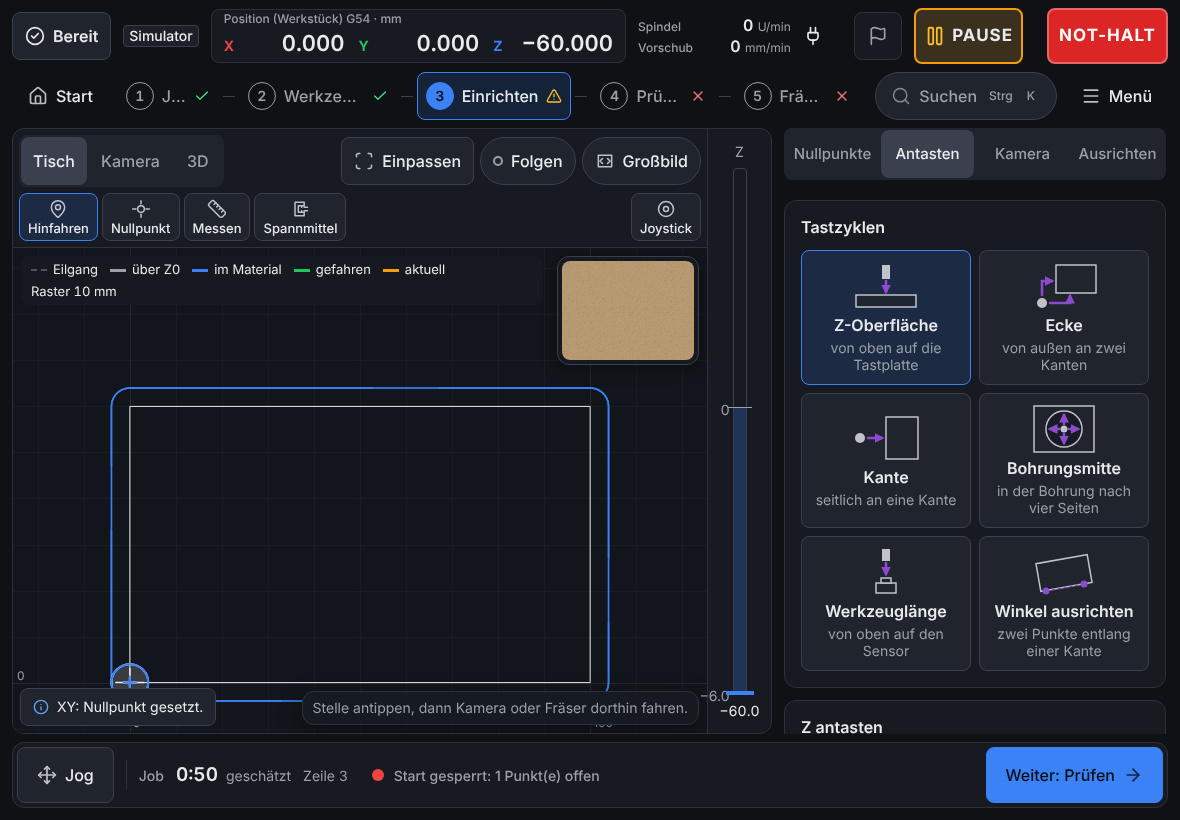 Bereit
Simulator
Position (Werkstück) G54 · mm
X 0.000 Y 0.000 Z −60.000
Spindel 0 U/min
Vorschub 0 mm/min
PAUSE
NOT-HALT
Start
1 J... 
2 Werkze...
3 Einrichten
4 Prü...
5 Frä...
Suchen Strg K
Menü
Tisch Kamera 3D
Einpassen
Folgen
Großbild
Hinfahren
Nullpunkt
Messen
Spannmittel
Joystick
Eilgang über Z0 im Material gefahren aktuell
Raster 10 mm
0
XY: Nullpunkt gesetzt.
Stelle antippen, dann Kamera oder Fräser dorthin fahren.
Z
0
−6.0
−60.0
Nullpunkte Antasten Kamera Ausrichten
Tastzyklen
Z-Oberfläche
von oben auf die
Tastplatte
Ecke
von außen an zwei
Kanten
Kante
seitlich an eine Kante
Bohrungsmitte
in der Bohrung nach
vier Seiten
Werkzeuglänge
von oben auf den
Sensor
Winkel ausrichten
zwei Punkte entlang
einer Kante
Z antasten
Jog
Job 0:50 geschätzt Zeile 3
Start gesperrt: 1 Punkt(e) offen
Weiter: Prüfen